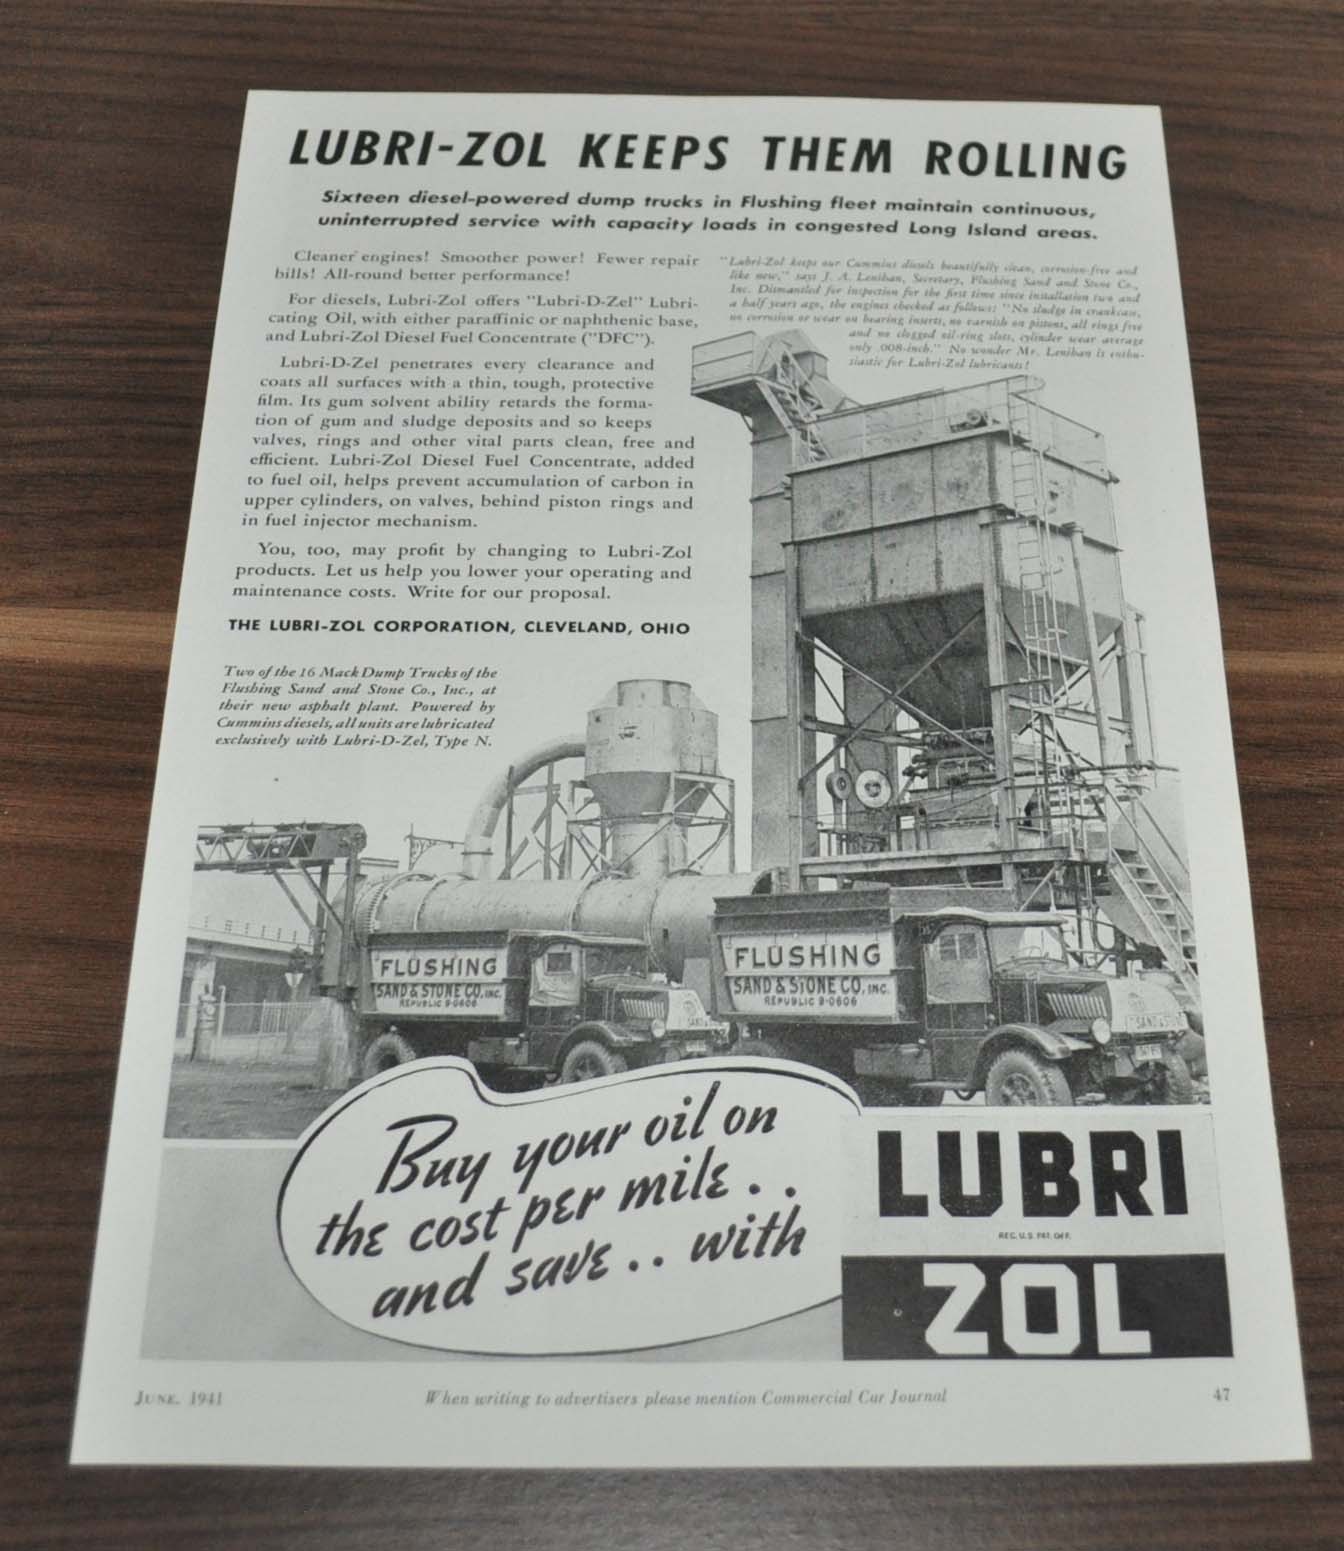 LUBRI-ZOL KEEPS THEM ROLLING
Sixteen diesel-powered dump trucks in Flushing fleet maintain continuous,
uninterrupted service with capacity loads in congested Long Island areas.
Cleaner engines! Smoother power! Fewer repair
bills! All-round better performance!
For diesels, Lubri-Zol offers "Lubri-D-Zel" Lubri-
cating Oil, with either paraffinic or naphthenic base,
and Lubri-Zol Diesel Fuel Concentrate ("DFC").
Lubri-D-Zel penetrates every clearance and
coats all surfaces with a thin, tough, protective
film. Its gum solvent ability retards the forma-
tion of gum and sludge deposits and so keeps
valves, rings and other vital parts clean, free and
efficient. Lubri-Zol Diesel Fuel Concentrate, added
to fuel oil, helps prevent accumulation of carbon in
upper cylinders, on valves, behind piston rings and
in fuel injector mechanism.
You, too, may profit by changing to Lubri-Zol
products. Let us help you lower your operating and
maintenance costs. Write for our proposal.
THE LUBRI-ZOL CORPORATION, CLEVELAND, OHIO
"Lubri-Zol keeps our Cummins diesels beautifully clean, corrosion-free and
like new," says J. A. Lenihan, Secretary, Flushing Sand and Stone Co.,
Inc. Dismantled for inspection for the first time since installation two and
a half years ago, the engines checked as follows: "No sludge in crankcase,
no corrosion or wear on bearing inserts, no varnish on pistons, all rings free
and no clogged oil-ring slots, cylinder wear average
only .008-inch." No wonder Mr. Lenihan is enthu-
siastic for Lubri-Zol lubricants!
Two of the 16 Mack Dump Trucks of the
Flushing Sand and Stone Co., Inc., at
their new asphalt plant. Powered by
Cummins diesels, all units are lubricated
exclusively with Lubri-D-Zel, Type N.
FLUSHING
SAND & STONE CO. INC.
REPUBLIC 9-0606
FLUSHING
SAND & STONE CO. INC.
REPUBLIC 9-0606
Buy your oil on
the cost per mile . .
and save . . with
LUBRI
REG. U.S. PAT. OFF.
ZOL
JUNE, 1941
When writing to advertisers please mention Commercial Car Journal
47